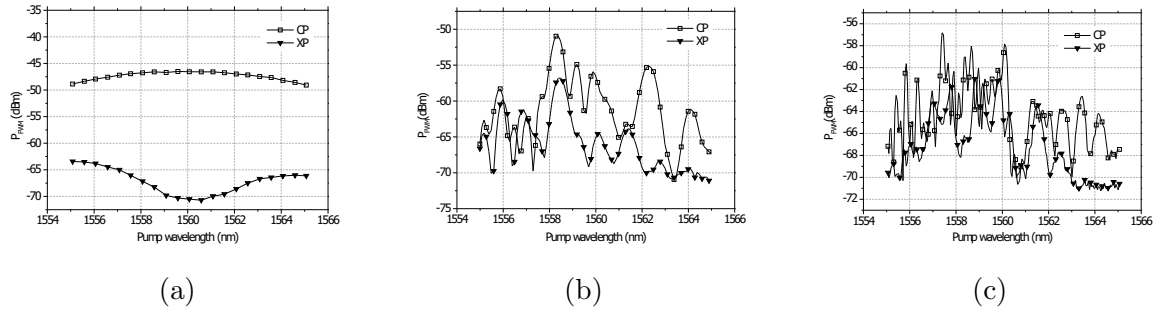 -35
-40
-45
-50
-55
-60
-65
-70
P_FWM (dBm)
CP
XP
1554 1556 1558 1560 1562 1564 1566
Pump wavelength (nm)
(a)
-50
-55
-60
-65
-70
-75
P_FWM (dBm)
CP
XP
1554 1556 1558 1560 1562 1564 1566
Pump wavelength (nm)
(b)
-56
-58
-60
-62
-64
-66
-68
-70
-72
P_FWM (dBm)
CP
XP
1554 1556 1558 1560 1562 1564 1566
Pump wavelength (nm)
(c)